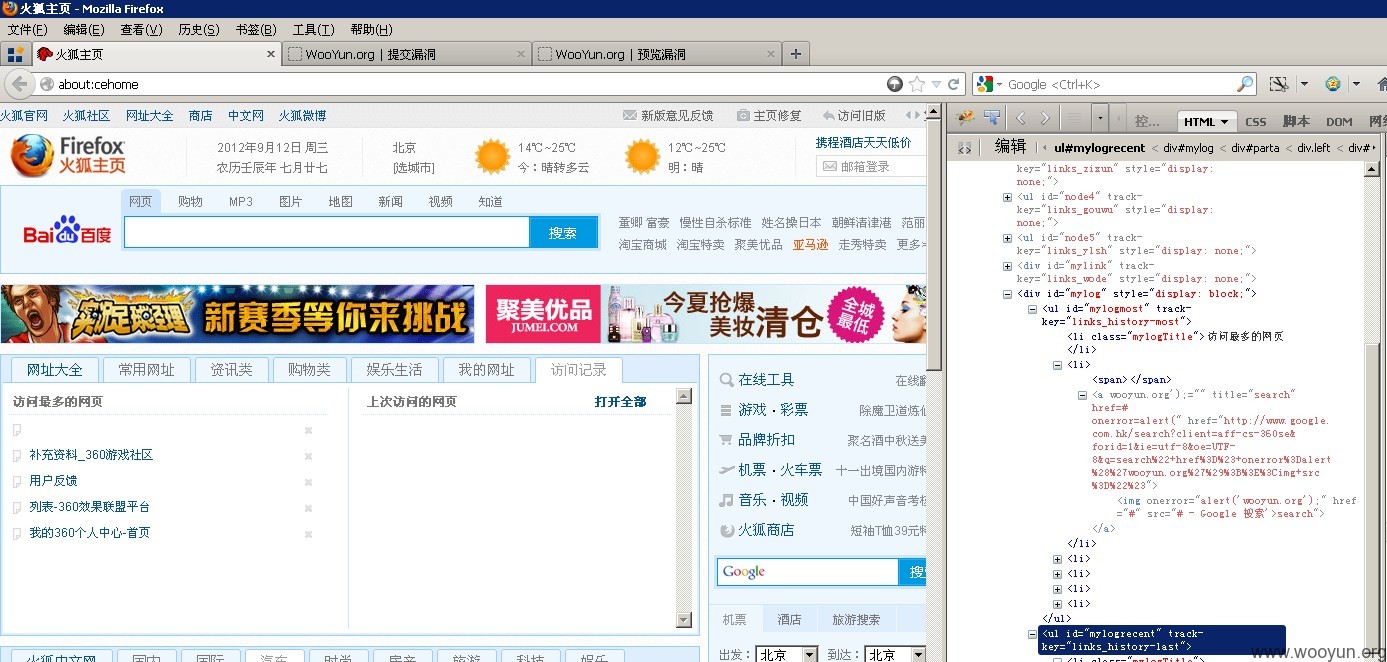 火狐主页 - Mozilla Firefox
文件(F) 编辑(E) 查看(V) 历史(S) 书签(B) 工具(T) 帮助(H)
火狐主页 × WooYun.org | 提交漏洞 × WooYun.org | 预览漏洞 × +
about:cehome Google <Ctrl+K>
火狐官网 火狐社区 网址大全 商店 中文网 火狐微博 新版意见反馈 主页修复 访问旧版
Firefox 火狐主页
2012年9月12日 周三
农历壬辰年 七月廿七
北京
[选城市]
14℃~25℃
今：晴转多云
12℃~25℃
明：晴
携程酒店天天低价
邮箱登录
网页 购物 MP3 图片 地图 新闻 视频 知道
Bai du 百度
搜索
董卿 富豪 慢性自杀标准 姓名操日本 朝鲜清津港 范丽
淘宝商城 淘宝特卖 聚美优品 亚马逊 走秀特卖 更多»
新赛季等你来挑战
聚美优品
JUMEI.COM
今夏抢爆
美妆清仓
全城最低
网址大全 常用网址 资讯类 购物类 娱乐生活 我的网址 访问记录
访问最多的网页
补充资料_360游戏社区
用户反馈
列表-360效果联盟平台
我的360个人中心-首页
上次访问的网页 打开全部
在线工具 在线翻
游戏·彩票 除魔卫道炼仙
品牌折扣 聚名酒中秋送美
机票·火车票 十一出境国内游特
音乐·视频 中国好声音考核
火狐商店 短袖T恤39元特
Google 搜
机票 酒店 旅游搜索
出发： 北京 到达： 北京
火狐中文网 国内 国际 汽车 时尚 房产 旅游 科技 娱乐
控... HTML CSS 脚本 DOM 网络
编辑 ul#mylogrecent < div#mylog < div#parta < div.left < div#
key="links_zixun" style="display:
none;">
<ul id="node4" track-
key="links_gouwu" style="display:
none;">
<ul id="node5" track-
key="links_ylsh" style="display: none;">
<div id="mylink" track-
key="links_wode" style="display: none;">
<div id="mylog" style="display: block;">
<ul id="mylogmost" track-
key="links_history-most">
<li class="mylogTitle">访问最多的网页
</li>
<li>
<span></span>
<a wooyun.org');="" title="search"
href=#
onerror=alert(" href="http://www.google.
com.hk/search?client=aff-cs-360se&
forid=1&ie=utf-8&oe=UTF-
8&q=search%22+href%3D%23+onerror%3Dalert
%28%27wooyun.org%27%29%3B%3E%3Cimg+src
%3D%22%23">
<img onerror="alert('wooyun.org');" href
="#" src="# - Google 搜索'>search">
</a>
</li>
<li>
<li>
<li>
<li>
</ul>
<ul id="mylogrecent" track-
key="links_history-last">
<li class="mylogTitle">上次访问的网页
www.wooyun.org